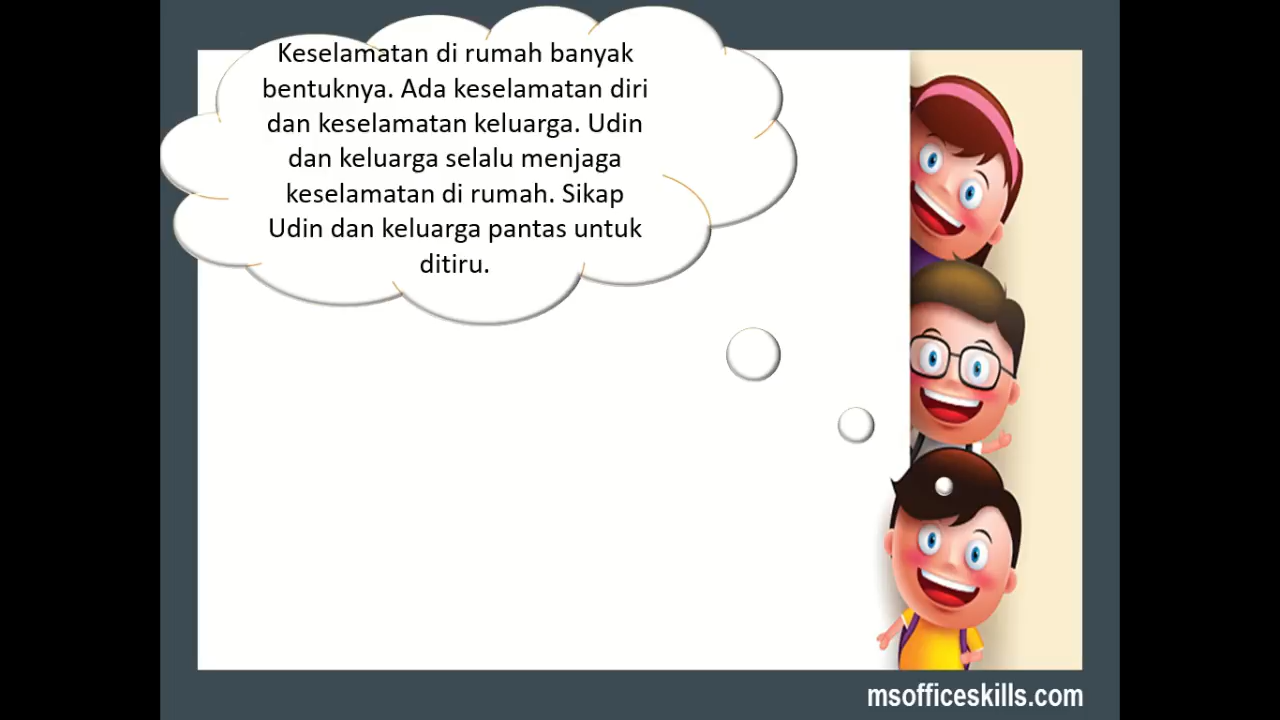 Keselamatan di rumah banyak
bentuknya. Ada keselamatan diri
dan keselamatan keluarga. Udin
dan keluarga selalu menjaga
keselamatan di rumah. Sikap
Udin dan keluarga pantas untuk
ditiru.
msofficeskills.com